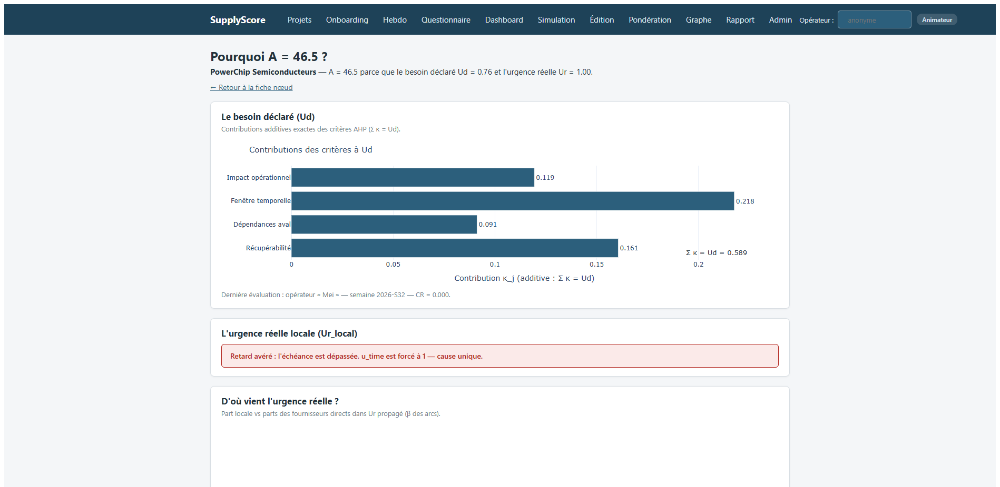 SupplyScore Projets Onboarding Hebdo Questionnaire Dashboard Simulation Édition Pondération Graphe Rapport Admin Opérateur : anonyme Animateur
Pourquoi A = 46.5 ?
PowerChip Semiconducteurs — A = 46.5 parce que le besoin déclaré Ud = 0.76 et l'urgence réelle Ur = 1.00.
← Retour à la fiche nœud
Le besoin déclaré (Ud)
Contributions additives exactes des critères AHP (Σ κ = Ud).
Contributions des critères à Ud
Impact opérationnel 0.119
Fenêtre temporelle 0.218
Dépendances aval 0.091
Récupérabilité 0.161
Σ κ = Ud = 0.589
0 0.05 0.1 0.15 0.2
Contribution κ_j (additive : Σ κ = Ud)
Dernière évaluation : opérateur « Mei » — semaine 2026-S32 — CR = 0.000.
L'urgence réelle locale (Ur_local)
Retard avéré : l'échéance est dépassée, u_time est forcé à 1 — cause unique.
D'où vient l'urgence réelle ?
Part locale vs parts des fournisseurs directs dans Ur propagé (β des arcs).